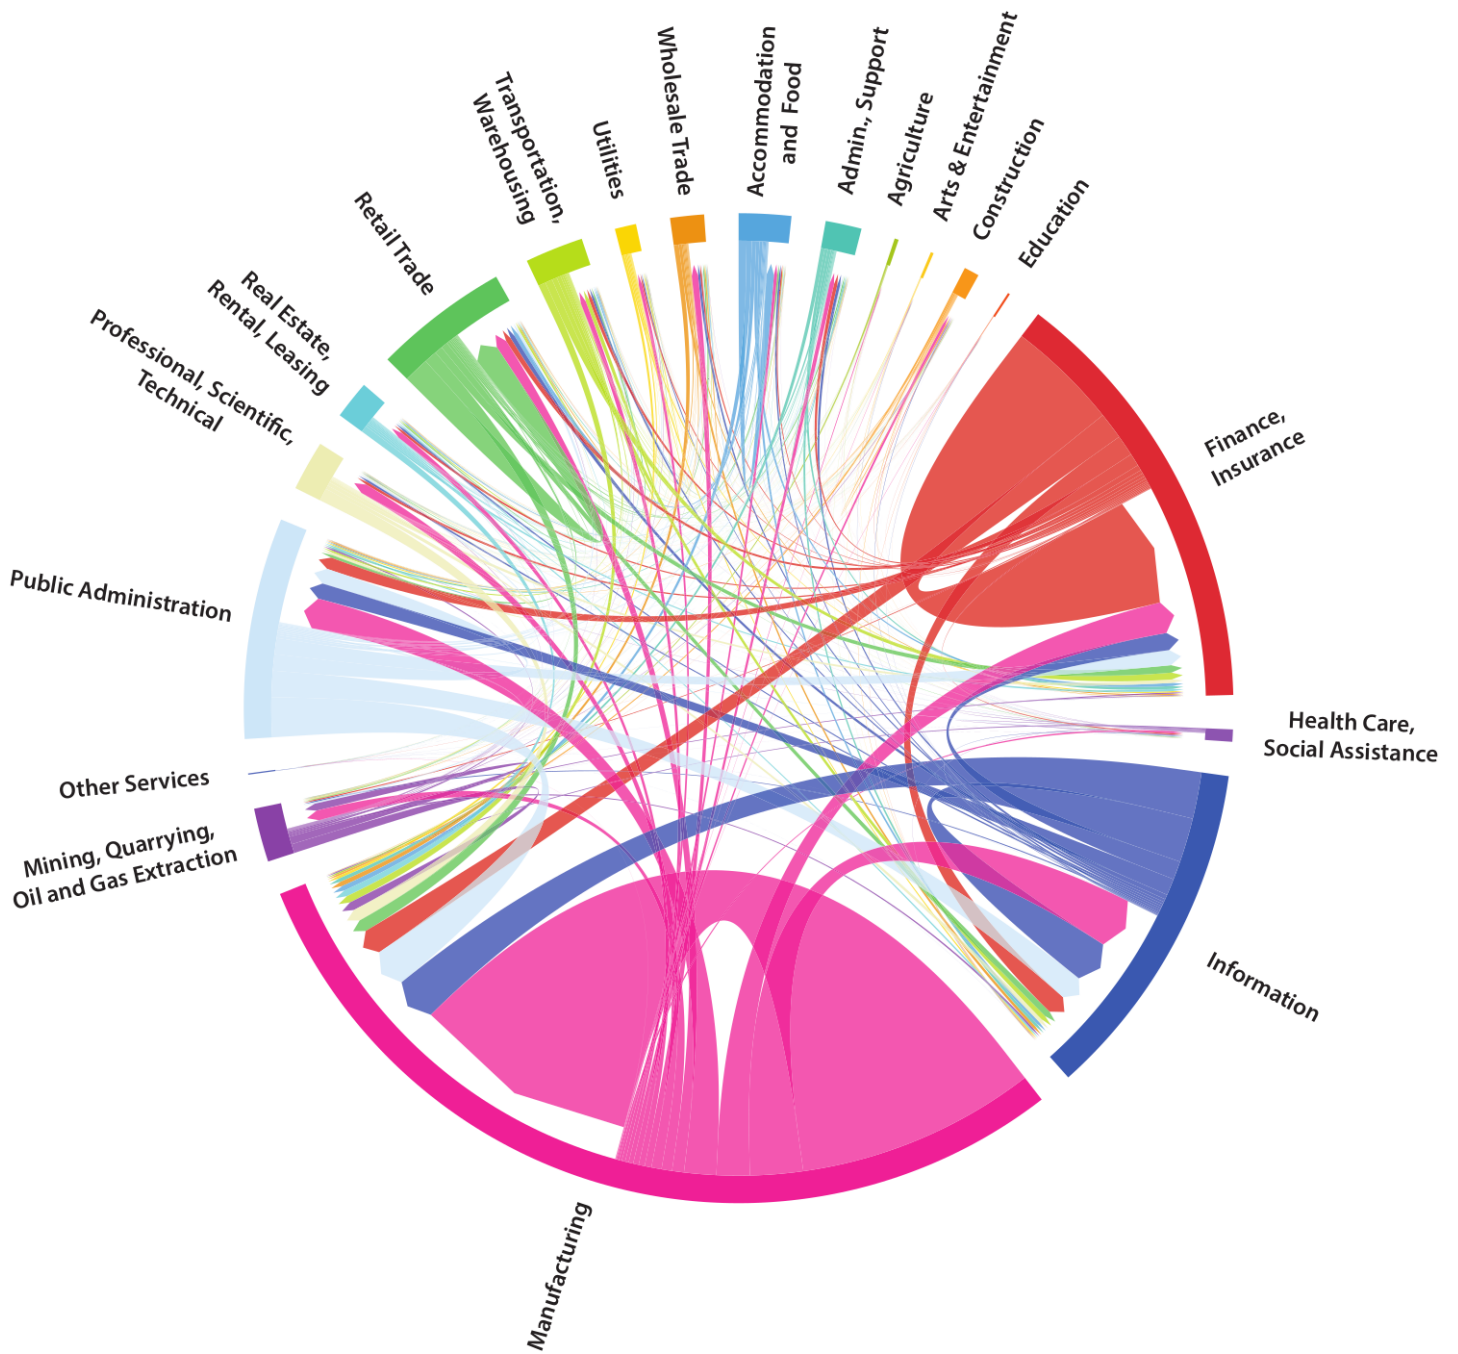 Accommodation
and Food
Admin., Support
Agriculture
Arts & Entertainment
Construction
Education
Finance,
Insurance
Health Care,
Social Assistance
Information
Manufacturing
Mining, Quarrying,
Oil and Gas Extraction
Other Services
Public Administration
Professional, Scientific,
Technical
Real Estate,
Rental, Leasing
Retail Trade
Transportation,
Warehousing
Utilities
Wholesale Trade